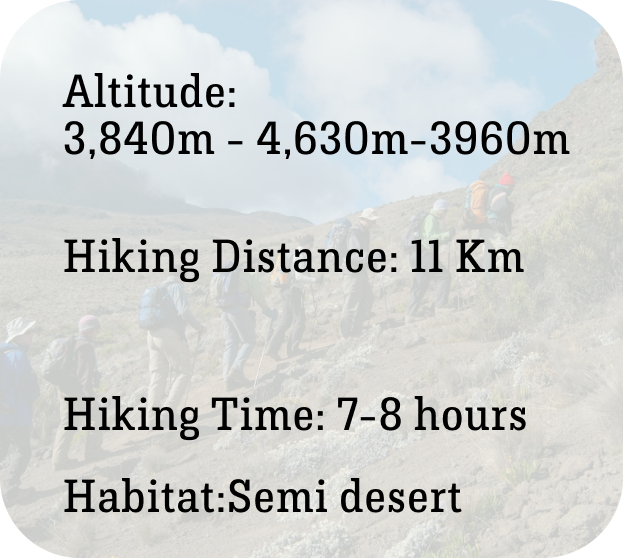 Altitude:
3,840m - 4,630m-3960m
Hiking Distance: 11 Km
Hiking Time: 7-8 hours
Habitat:Semi desert